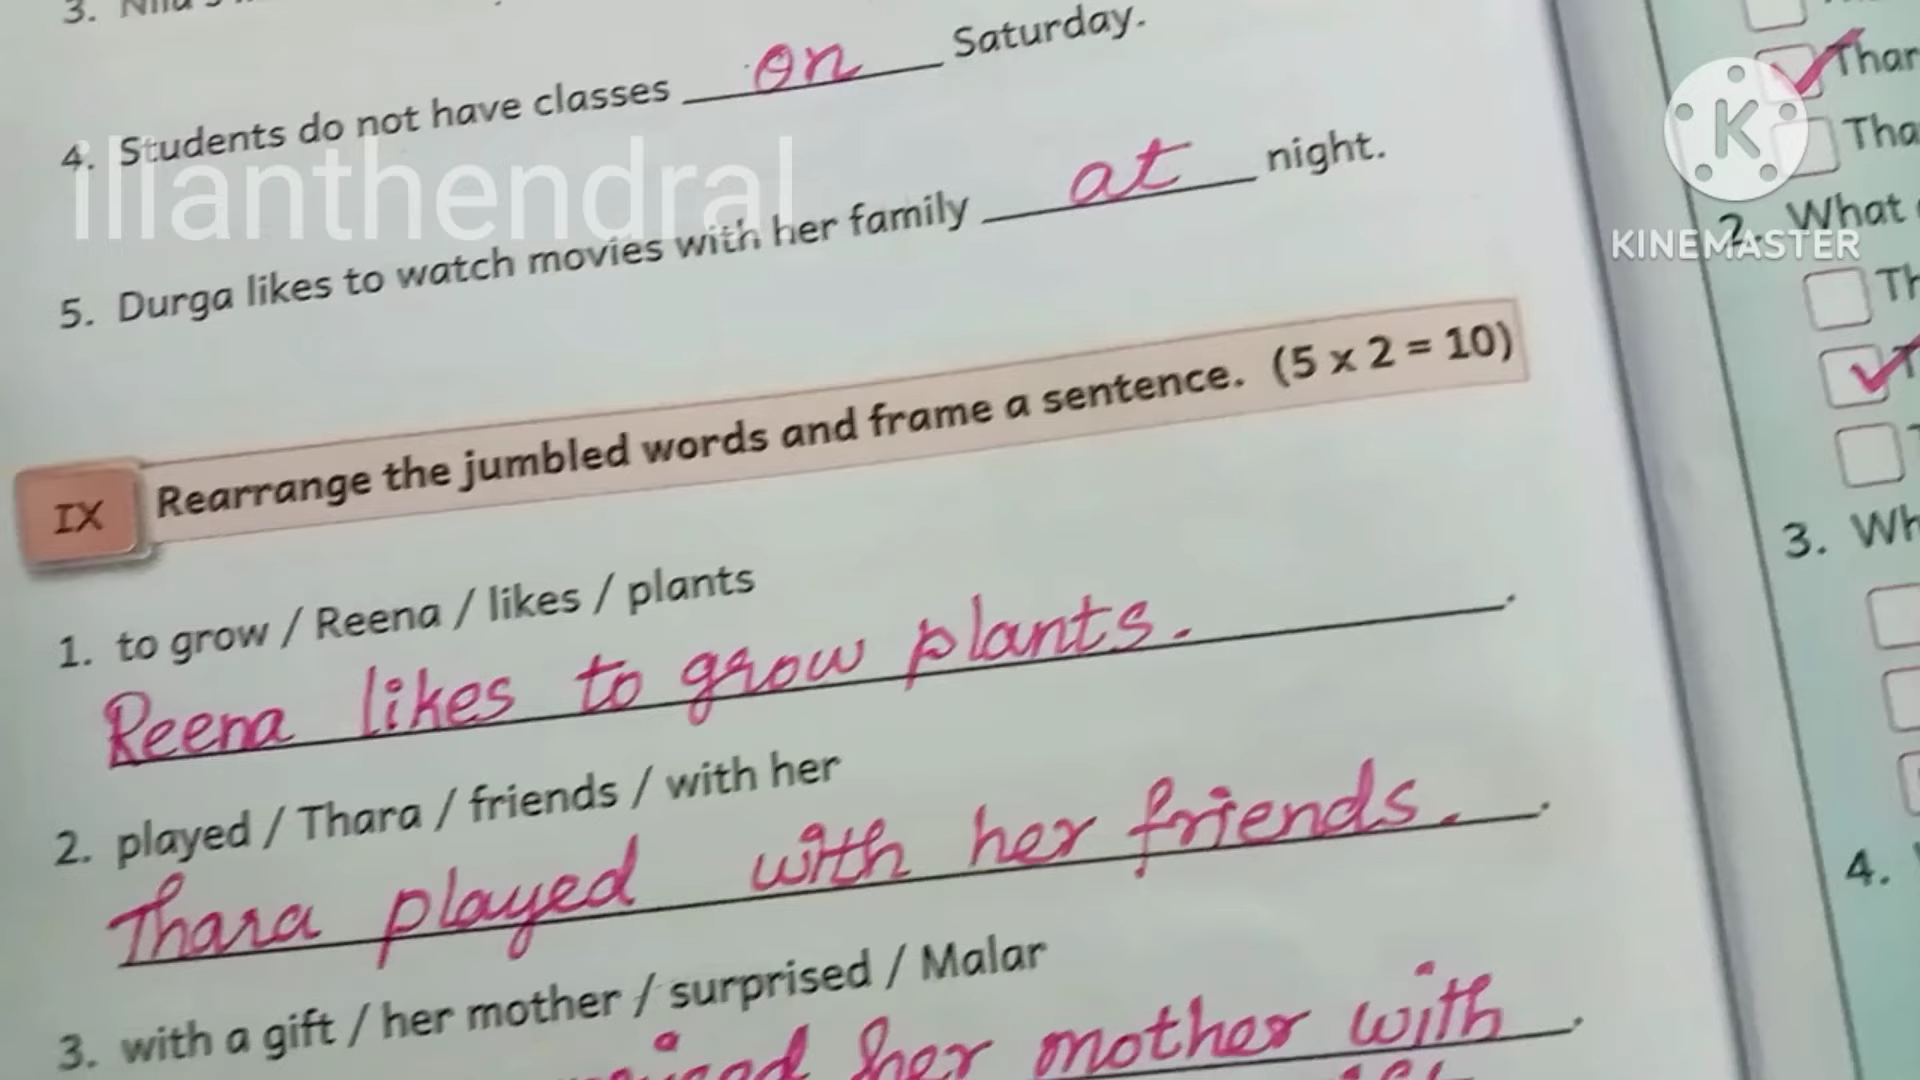 3.
4. Students do not have classes on Saturday.
illanthendral
5. Durga likes to watch movies with her family at night.
IX Rearrange the jumbled words and frame a sentence. (5 x 2 = 10)
1. to grow / Reena / likes / plants
Reena likes to grow plants.
2. played / Thara / friends / with her
Thara played with her friends.
3. with a gift / her mother / surprised / Malar
her mother with
K
KINEMASTER
2. What
3.
4.